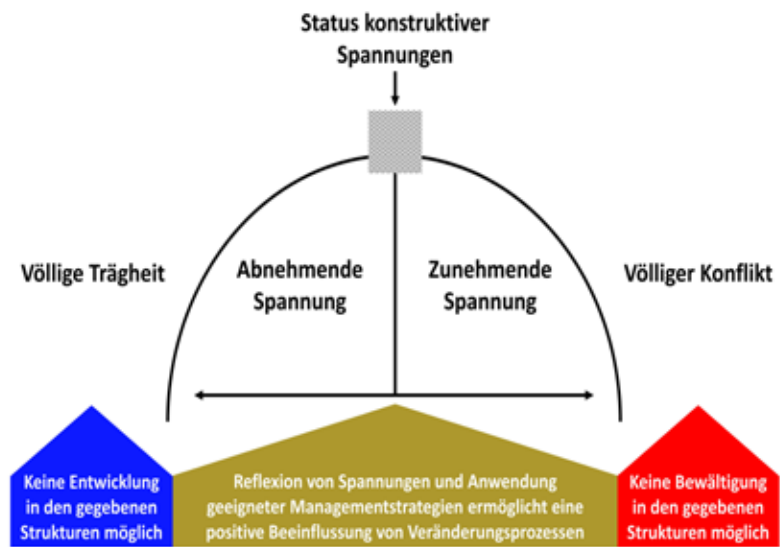 Status konstruktiver
Spannungen
Völlige Trägheit
Abnehmende
Spannung
Zunehmende
Spannung
Völliger Konflikt
Keine Entwicklung
in den gegebenen
Strukturen möglich
Reflexion von Spannungen und Anwendung
geeigneter Managementstrategien ermöglicht eine
positive Beeinflussung von Veränderungsprozessen
Keine Bewältigung
in den gegebenen
Strukturen möglich